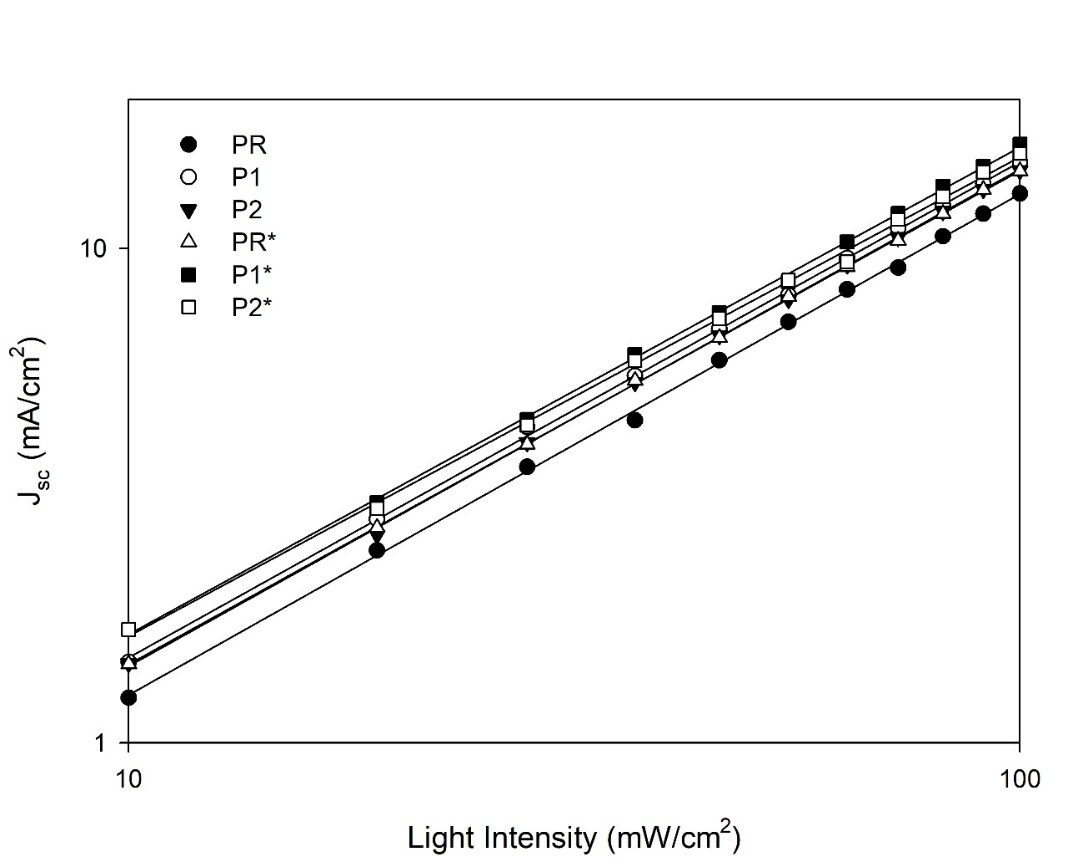 PR
P1
P2
PR*
P1*
P2*
10
1
10
100
Jsc (mA/cm2)
Light Intensity (mW/cm2)